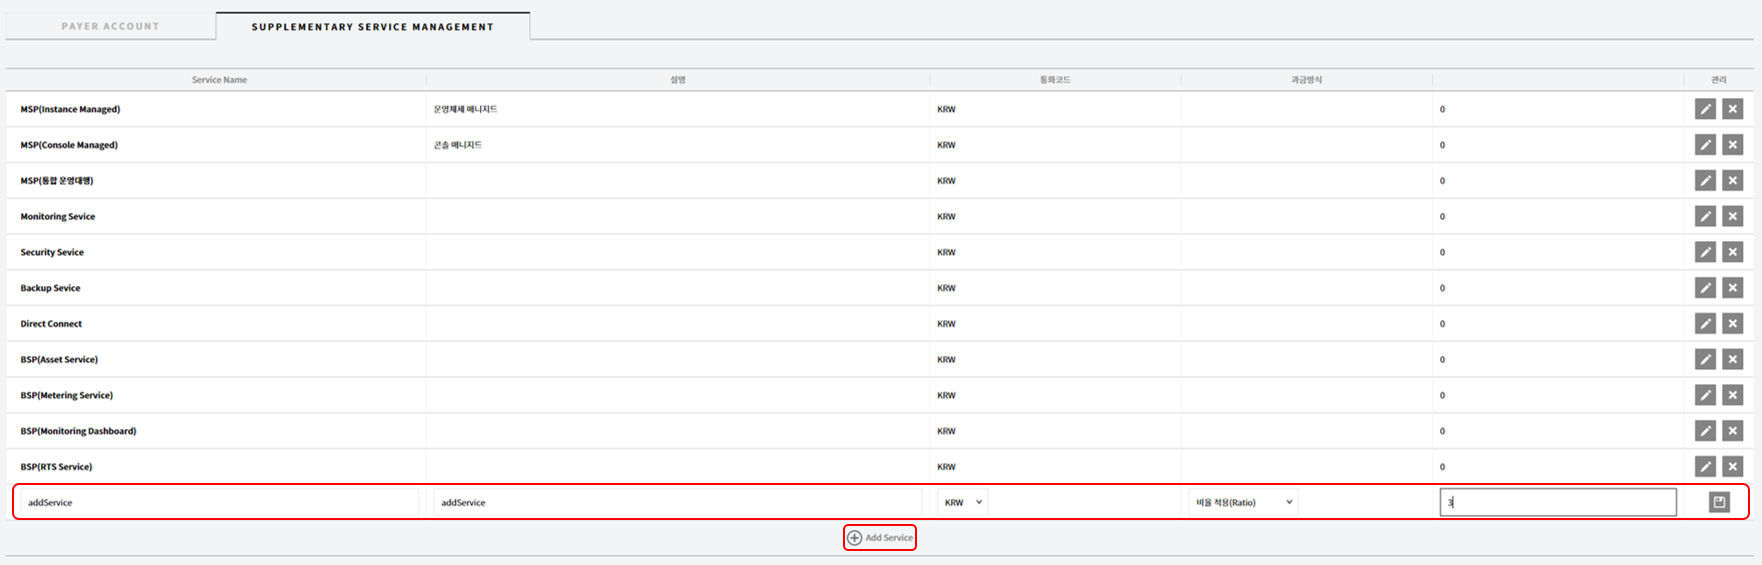 PAYER ACCOUNT SUPPLEMENTARY SERVICE MANAGEMENT
Service Name 설명 통화코드 과금방식 관리
MSP(Instance Managed) 운영체제 매니지드 KRW 0
MSP(Console Managed) 콘솔 매니지드 KRW 0
MSP(통합 운영대행) KRW 0
Monitoring Sevice KRW 0
Security Sevice KRW 0
Backup Sevice KRW 0
Direct Connect KRW 0
BSP(Asset Service) KRW 0
BSP(Metering Service) KRW 0
BSP(Monitoring Dashboard) KRW 0
BSP(RTS Service) KRW 0
addService addService KRW 비율 적용(Ratio) 3
Add Service